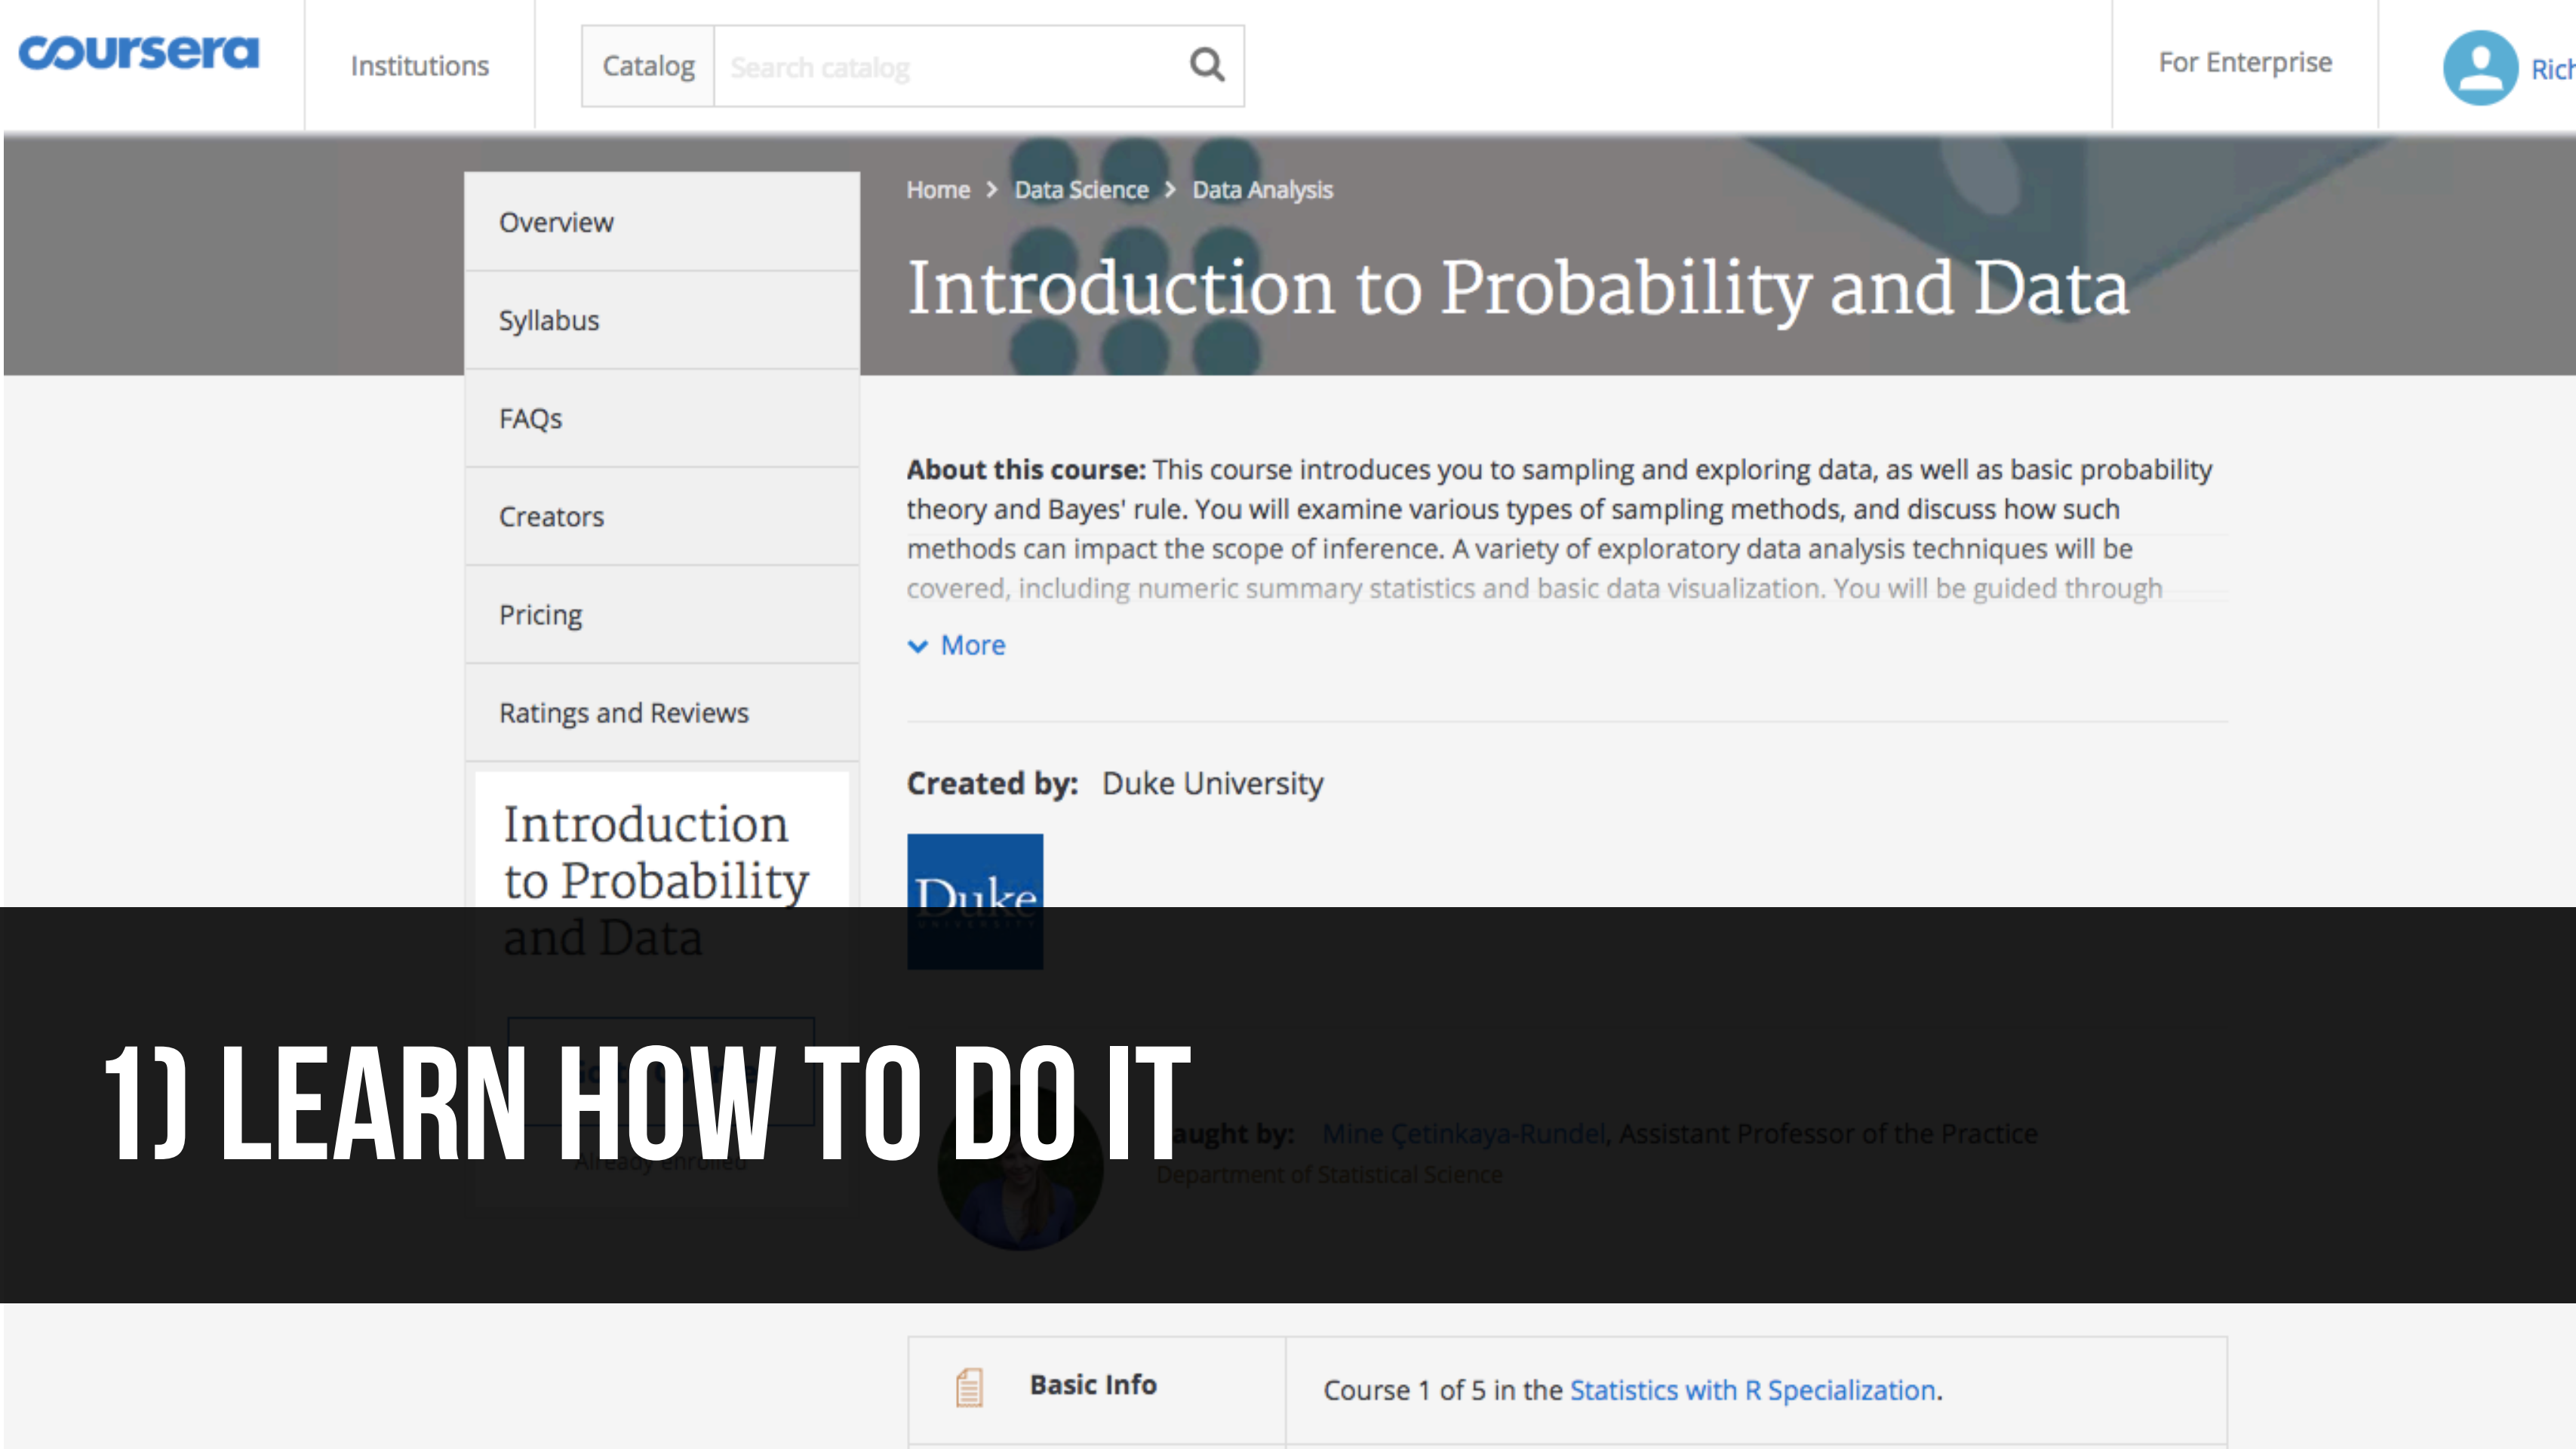 coursera
Institutions
Catalog
Search catalog
For Enterprise
Rich
Home > Data Science > Data Analysis
Introduction to Probability and Data
Overview
Syllabus
FAQs
Creators
Pricing
Ratings and Reviews
Introduction
to Probability
and Data
Already enrolled
About this course: This course introduces you to sampling and exploring data, as well as basic probability
theory and Bayes' rule. You will examine various types of sampling methods, and discuss how such
methods can impact the scope of inference. A variety of exploratory data analysis techniques will be
covered, including numeric summary statistics and basic data visualization. You will be guided through
More
Created by: Duke University
Duke
UNIVERSITY
1) LEARN HOW TO DO IT
aught by: Mine Çetinkaya-Rundel, Assistant Professor of the Practice
Department of Statistical Science
Basic Info
Course 1 of 5 in the Statistics with R Specialization.